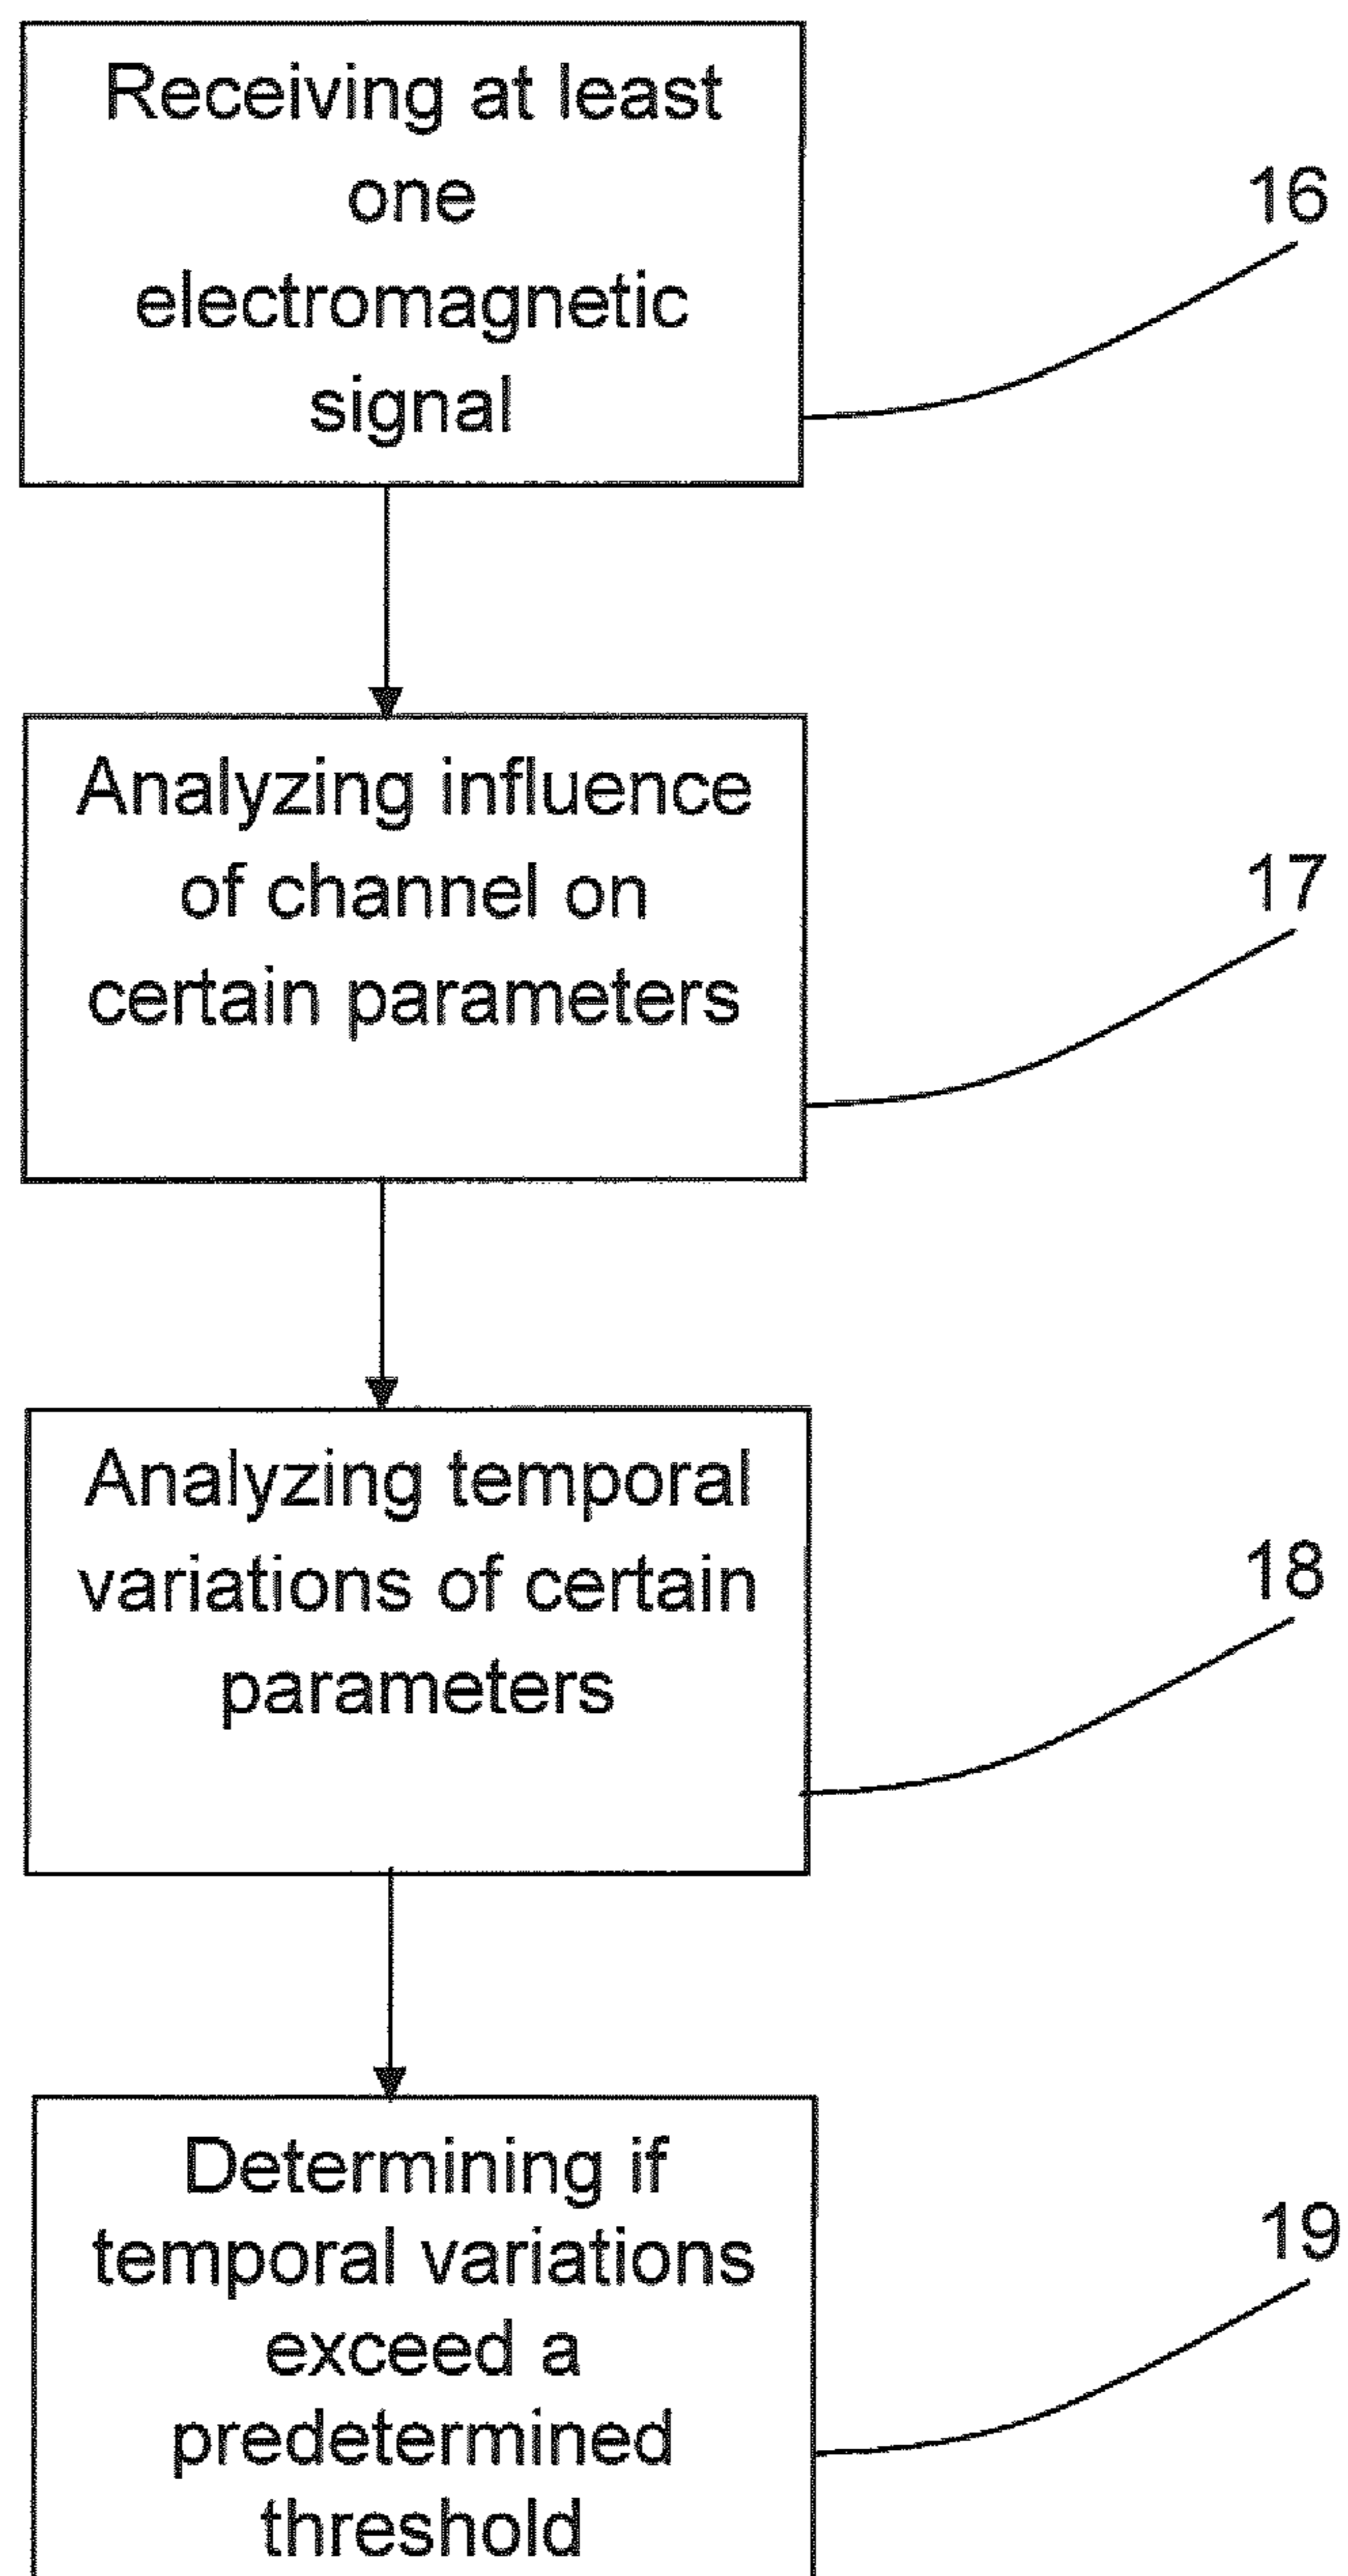 Receiving at least
one
electromagnetic
signal
16
Analyzing influence
of channel on
certain parameters
17
Analyzing temporal
variations of certain
parameters
18
Determining if
temporal variations
exceed a
predetermined
threshold
19